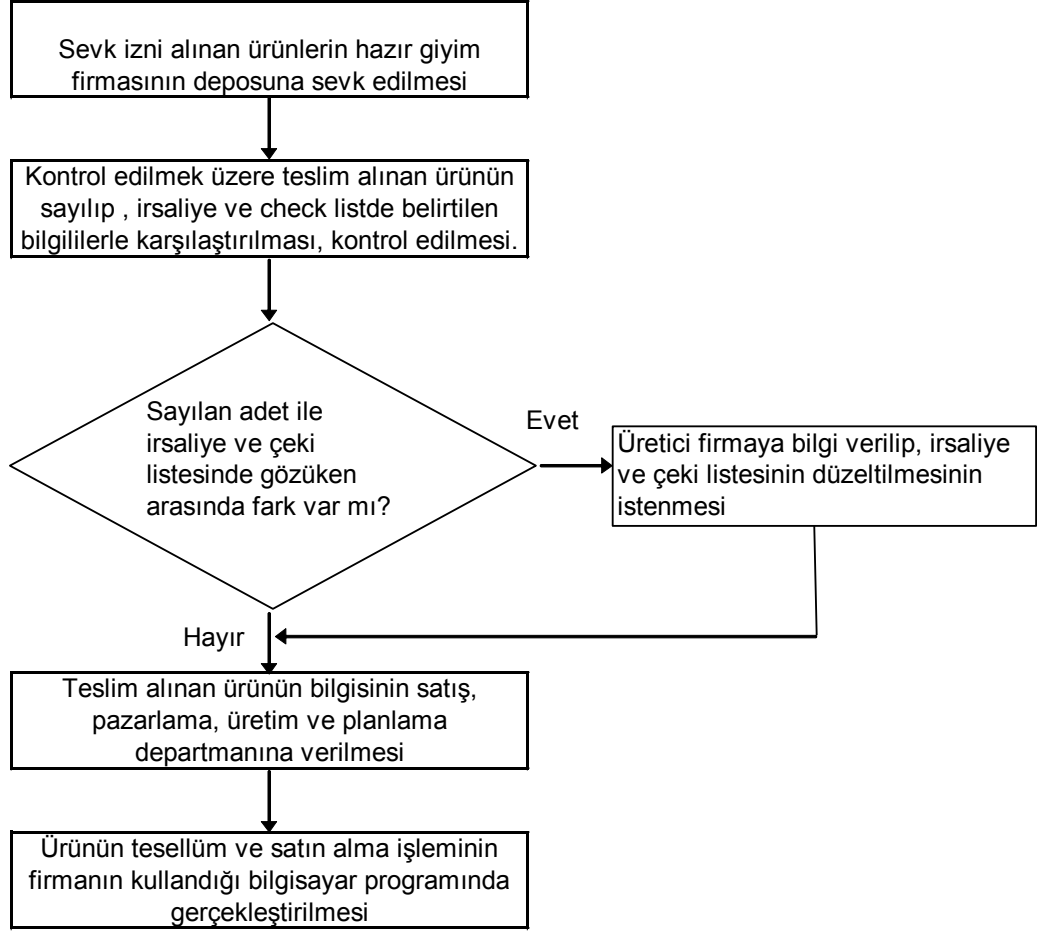 Sevk izni alınan ürünlerin hazır giyim
firmasının deposuna sevk edilmesi
Kontrol edilmek üzere teslim alınan ürünün
sayılıp , irsaliye ve check listde belirtilen
bilgililerle karşılaştırılması, kontrol edilmesi.
Sayılan adet ile
irsaliye ve çeki
listesinde gözüken
arasında fark var mı?
Evet
Üretici firmaya bilgi verilip, irsaliye
ve çeki listesinin düzeltilmesinin
istenmesi
Hayır
Teslim alınan ürünün bilgisinin satış,
pazarlama, üretim ve planlama
departmanına verilmesi
Ürünün tesellüm ve satın alma işleminin
firmanın kullandığı bilgisayar programında
gerçekleştirilmesi